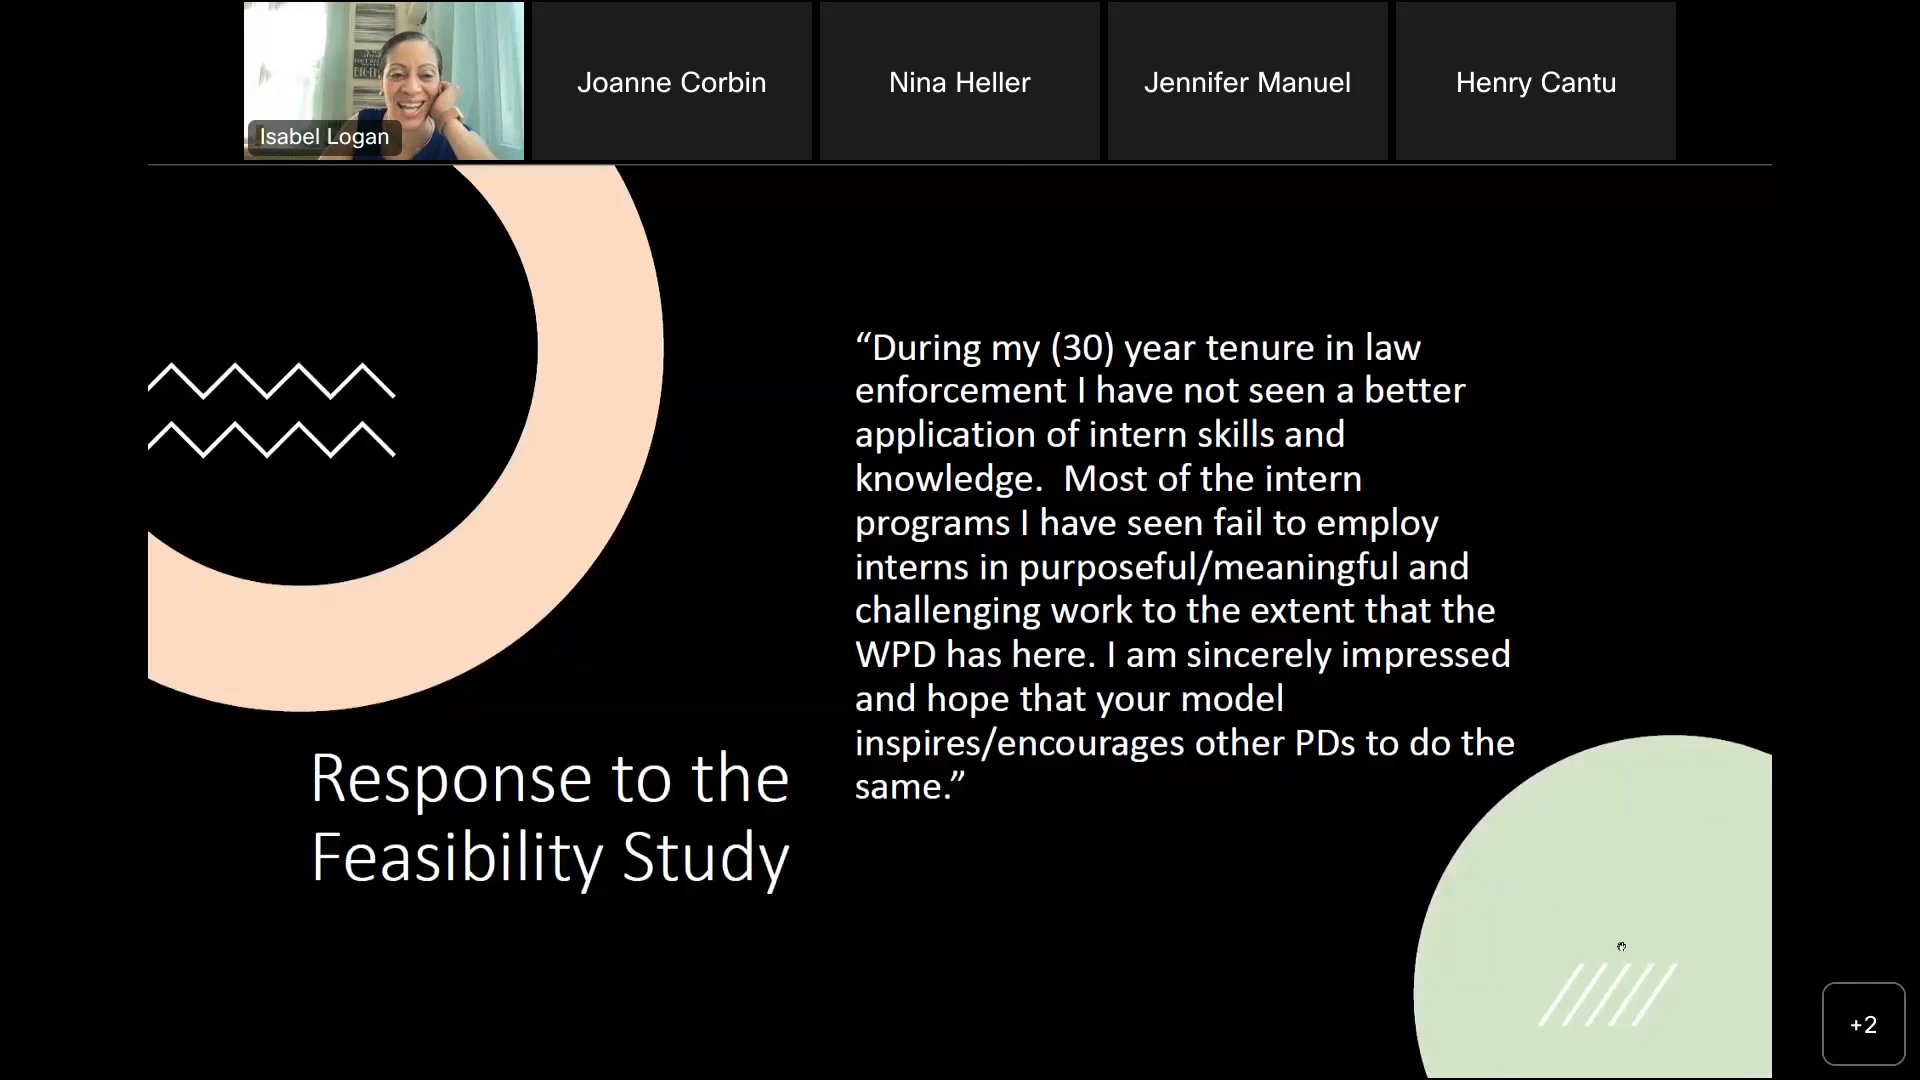 Isabel Logan
Joanne Corbin
Nina Heller
Jennifer Manuel
Henry Cantu
“During my (30) year tenure in law
enforcement I have not seen a better
application of intern skills and
knowledge.  Most of the intern
programs I have seen fail to employ
interns in purposeful/meaningful and
challenging work to the extent that the
WPD has here. I am sincerely impressed
and hope that your model
inspires/encourages other PDs to do the
same.”
Response to the
Feasibility Study
+2